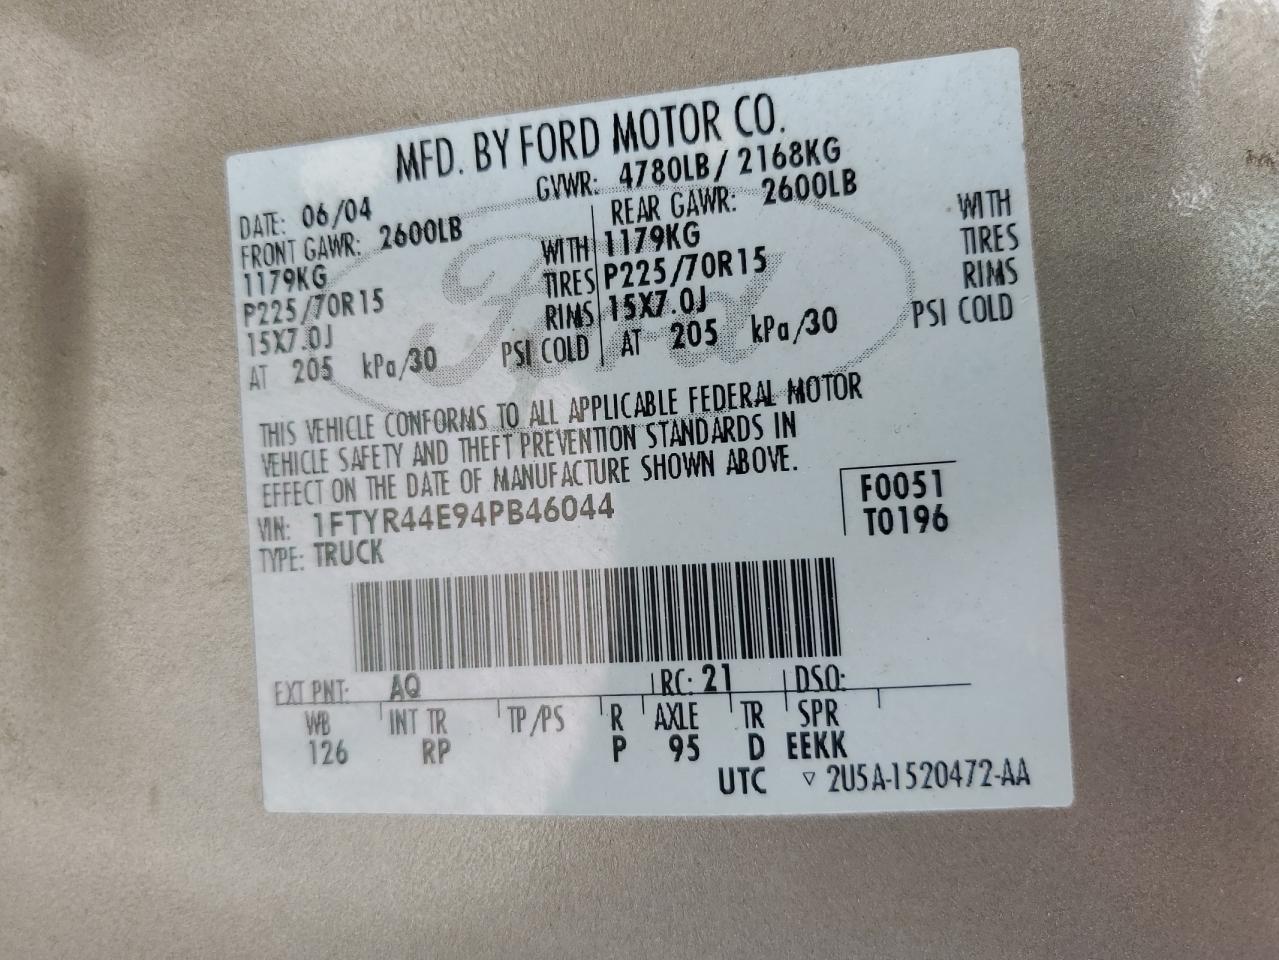 MFD. BY FORD MOTOR CO.
DATE: 06/04 GVWR: 4780LB / 2168KG
FRONT GAWR: 2600LB REAR GAWR: 2600LB
1179KG WITH 1179KG WITH
P225/70R15 TIRES P225/70R15 TIRES
15X7.0J RIMS 15X7.0J RIMS
AT 205 kPa/30 PSI COLD AT 205 kPa/30 PSI COLD
Ford
THIS VEHICLE CONFORMS TO ALL APPLICABLE FEDERAL MOTOR
VEHICLE SAFETY AND THEFT PREVENTION STANDARDS IN
EFFECT ON THE DATE OF MANUFACTURE SHOWN ABOVE.
VIN: 1FTYR44E94PB46044 F0051
TYPE: TRUCK T0196
EXT PNT: AQ RC: 21 DSO:
WB INT TR TP/PS R AXLE TR SPR
126 RP P 95 D EEKK
UTC ▽ 2U5A-1520472-AA